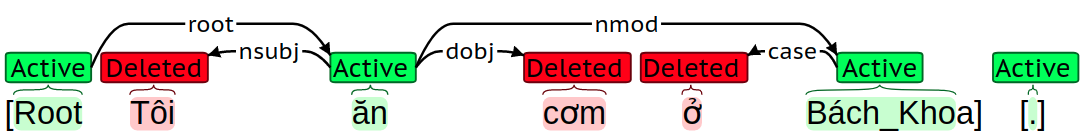 root nmod
nsubj dobj case
Active Deleted Active Deleted Deleted Active Active
[Root Tôi ăn cơm ở Bách_Khoa] [.]